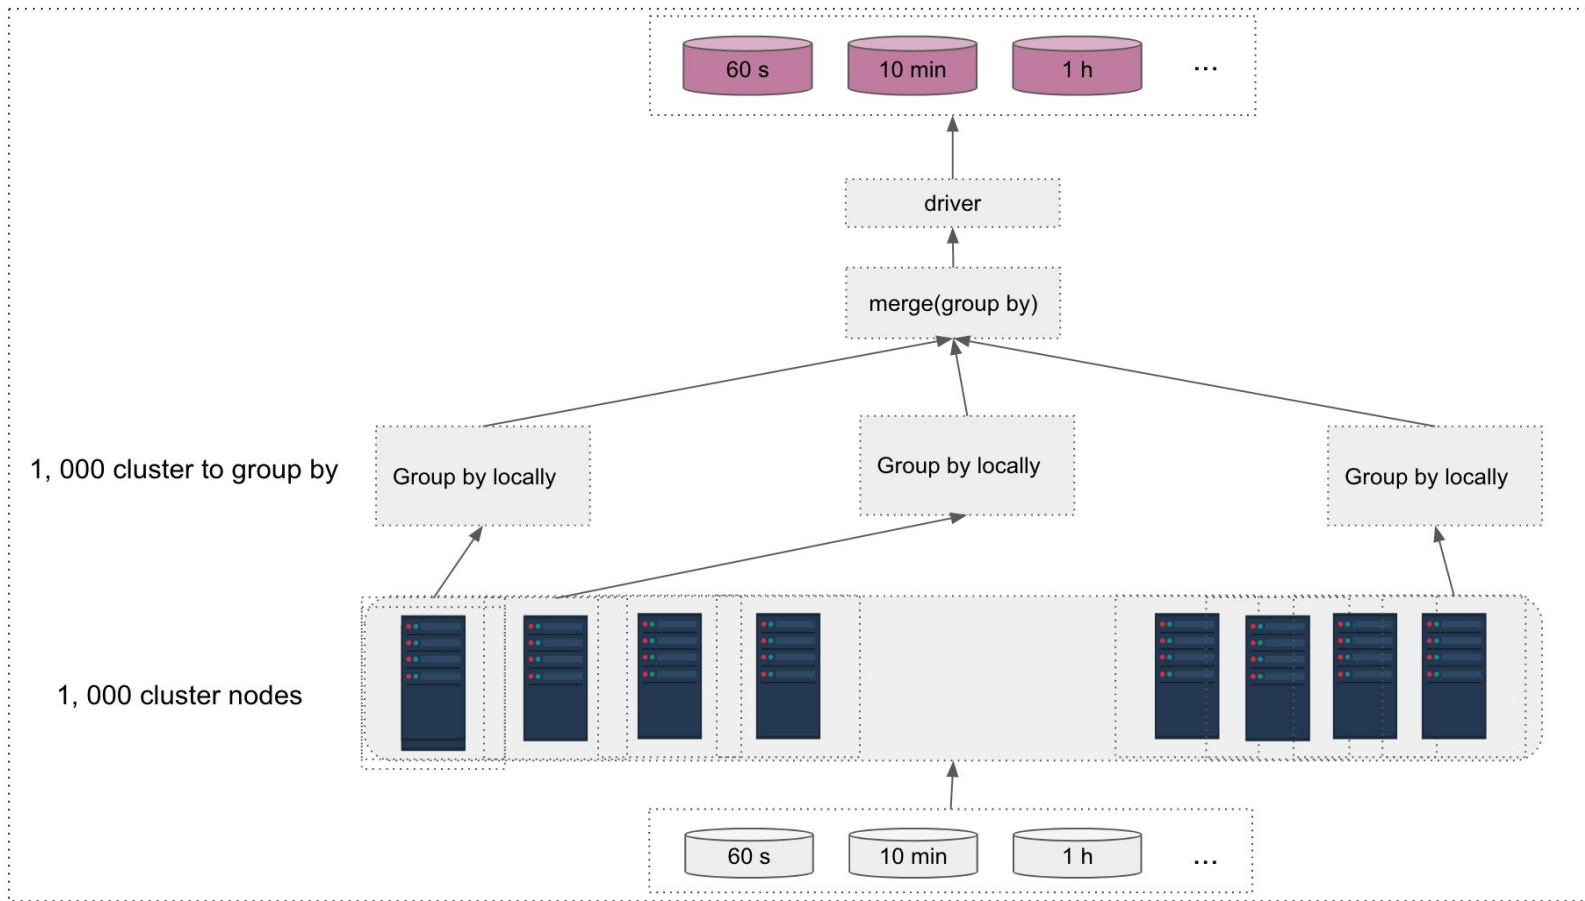 60 s
10 min
1 h
...
driver
merge(group by)
1, 000 cluster to group by
Group by locally
Group by locally
Group by locally
1, 000 cluster nodes
60 s
10 min
1 h
...